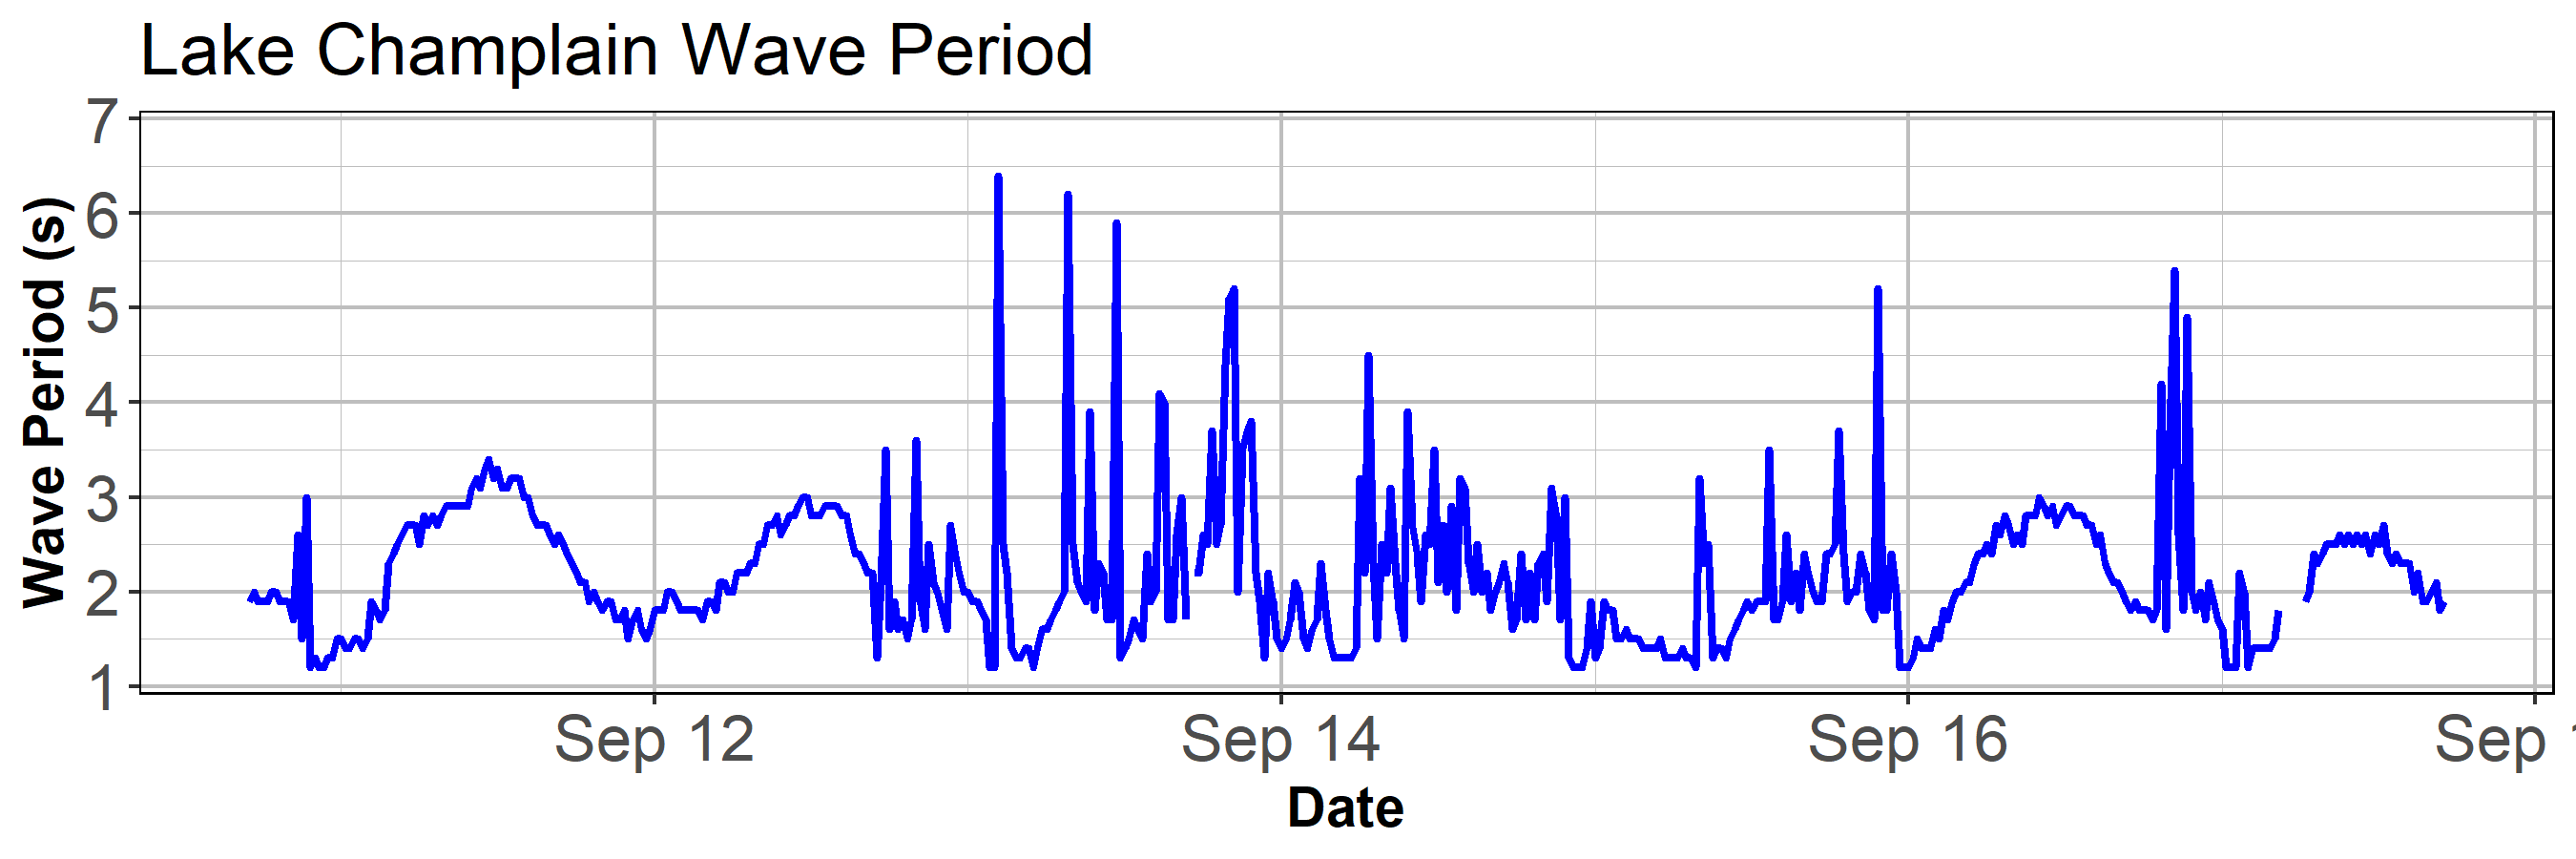 Lake Champlain Wave Period
Wave Period (s)
7
6
5
4
3
2
1
Sep 12
Sep 14
Sep 16
Sep
Date